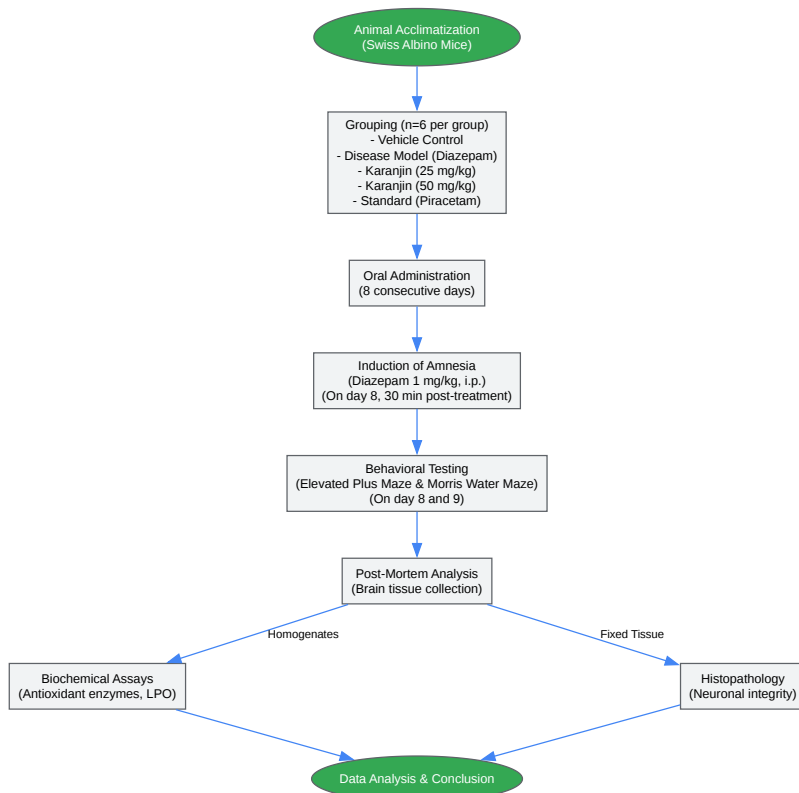 Animal Acclimatization
(Swiss Albino Mice)
Grouping (n=6 per group)
- Vehicle Control
- Disease Model (Diazepam)
- Karanjin (25 mg/kg)
- Karanjin (50 mg/kg)
- Standard (Piracetam)
Oral Administration
(8 consecutive days)
Induction of Amnesia
(Diazepam 1 mg/kg, i.p.)
(On day 8, 30 min post-treatment)
Behavioral Testing
(Elevated Plus Maze & Morris Water Maze)
(On day 8 and 9)
Post-Mortem Analysis
(Brain tissue collection)
Homogenates
Fixed Tissue
Biochemical Assays
(Antioxidant enzymes, LPO)
Histopathology
(Neuronal integrity)
Data Analysis & Conclusion